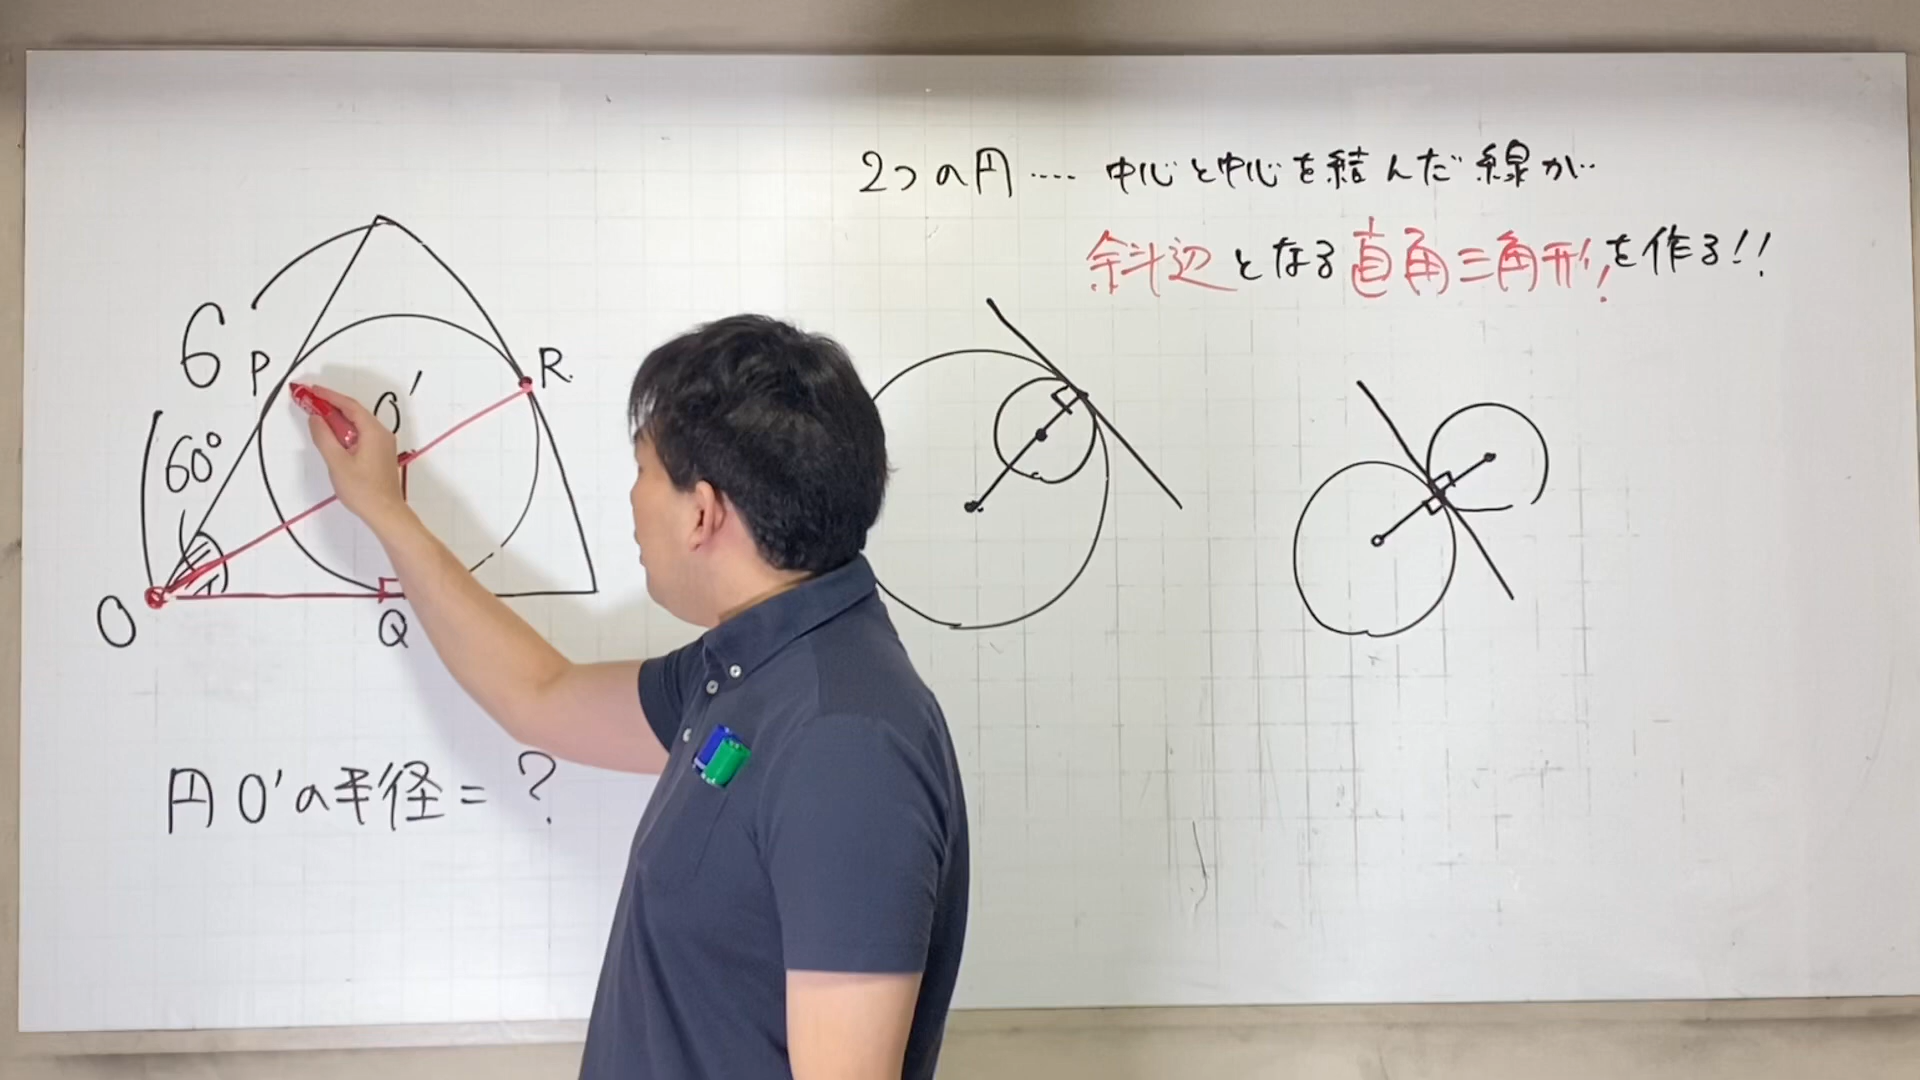 2つの円‥‥ 中心と中心を結んだ線が‥
斜辺となる直角三角形を作る!!
6
P
O'
R.
60°
O
Q
円O'の半径=?